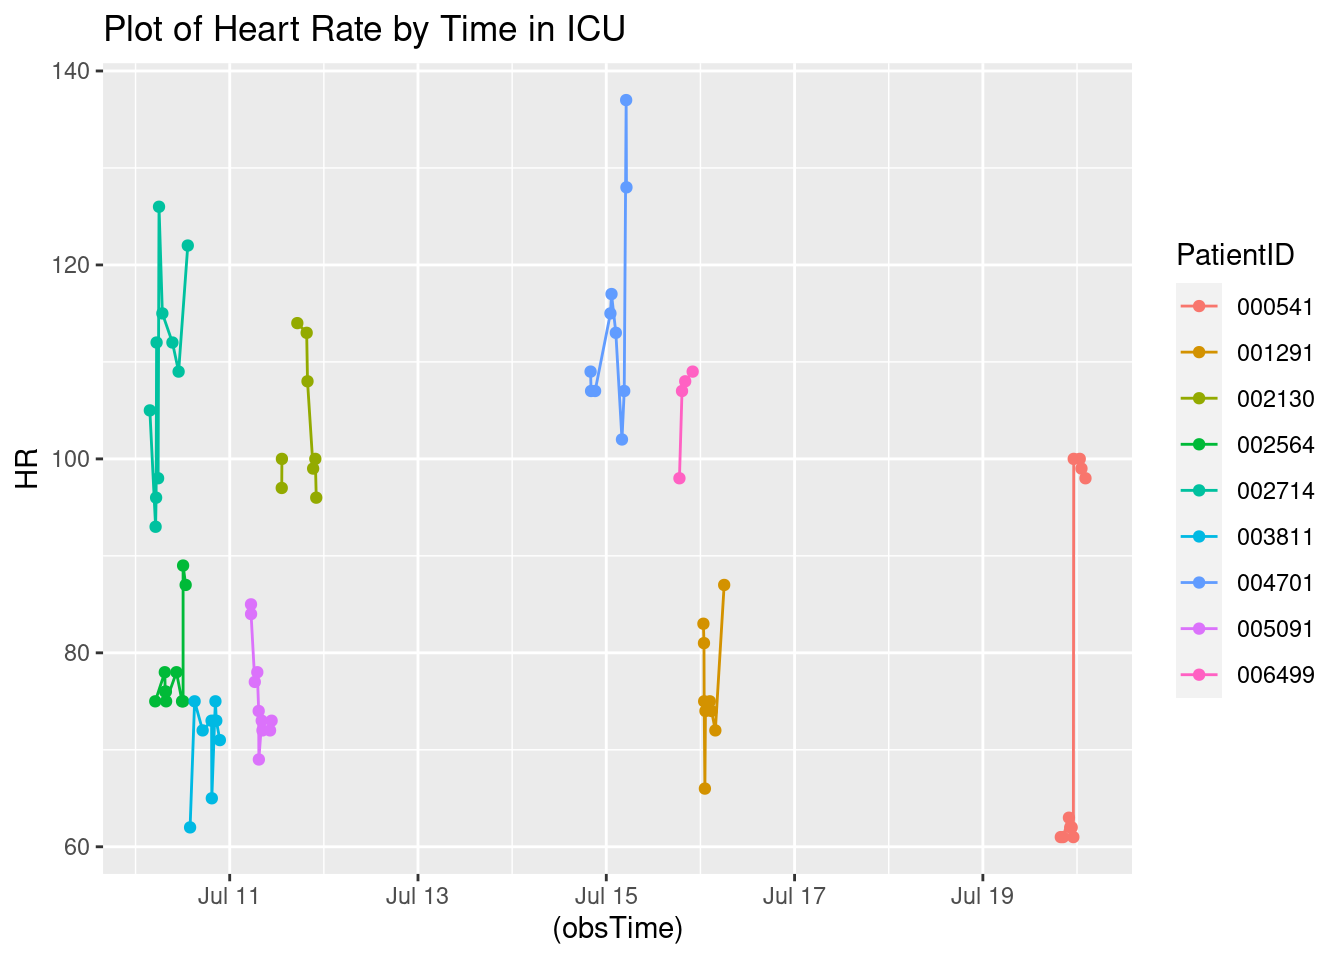 Plot of Heart Rate by Time in ICU
140
120
100
80
60
HR
Jul 11
Jul 13
Jul 15
Jul 17
Jul 19
(obsTime)
PatientID
000541
001291
002130
002564
002714
003811
004701
005091
006499